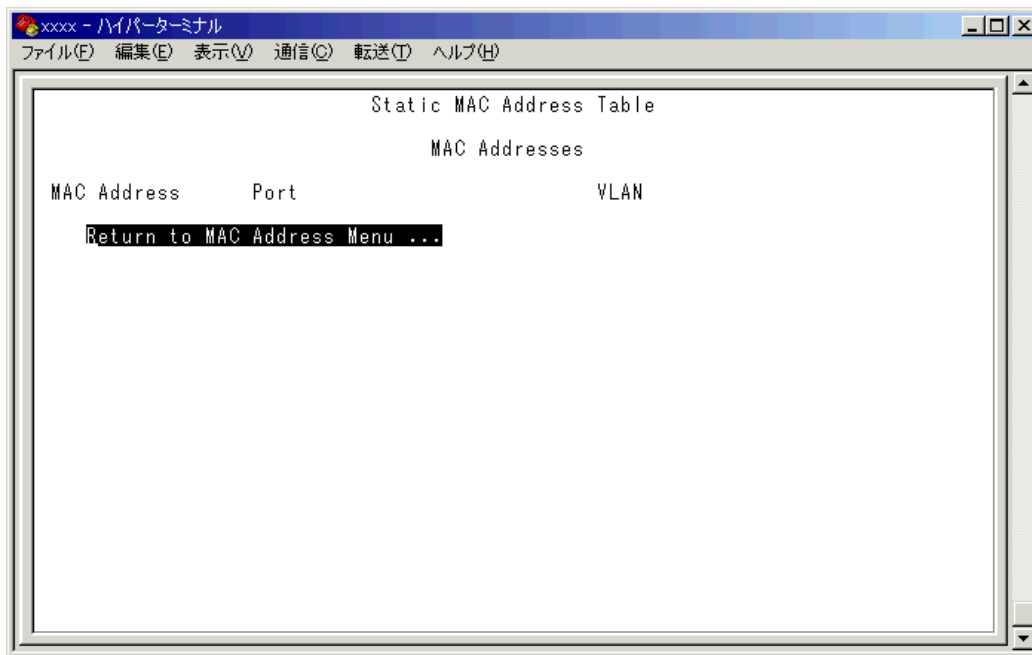 xxxx - ハイパーターミナル
ファイル(F) 編集(E) 表示(V) 通信(C) 転送(T) ヘルプ(H)
Static MAC Address Table
MAC Addresses
MAC Address Port VLAN
Return to MAC Address Menu ...